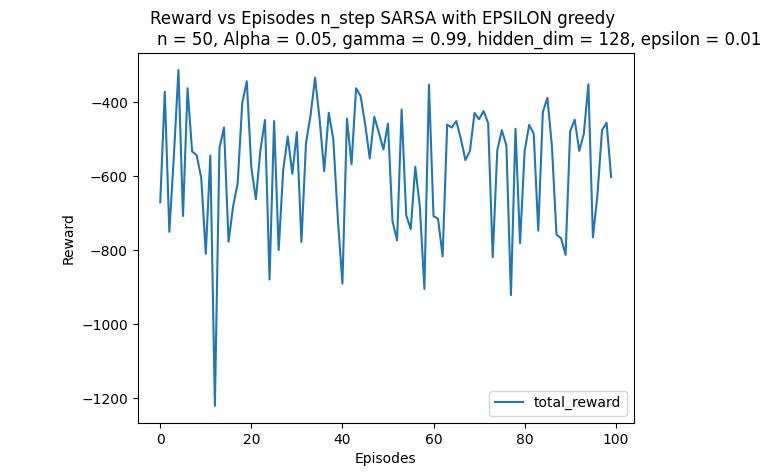 Reward vs Episodes n_step SARSA with EPSILON greedy
n = 50, Alpha = 0.05, gamma = 0.99, hidden_dim = 128, epsilon = 0.01
Reward
−400
−600
−800
−1000
−1200
total_reward
0 20 40 60 80 100
Episodes